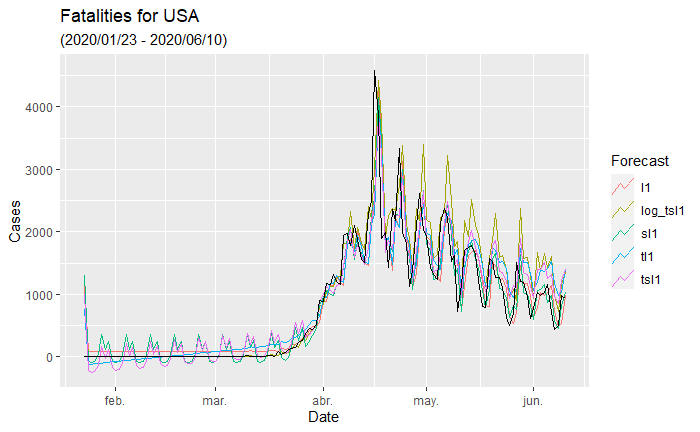 Fatalities for USA
(2020/01/23 - 2020/06/10)
Cases
4000
3000
2000
1000
0
feb.
mar.
abr.
may.
jun.
Date
Forecast
l1
log_tsl1
sl1
tl1
tsl1